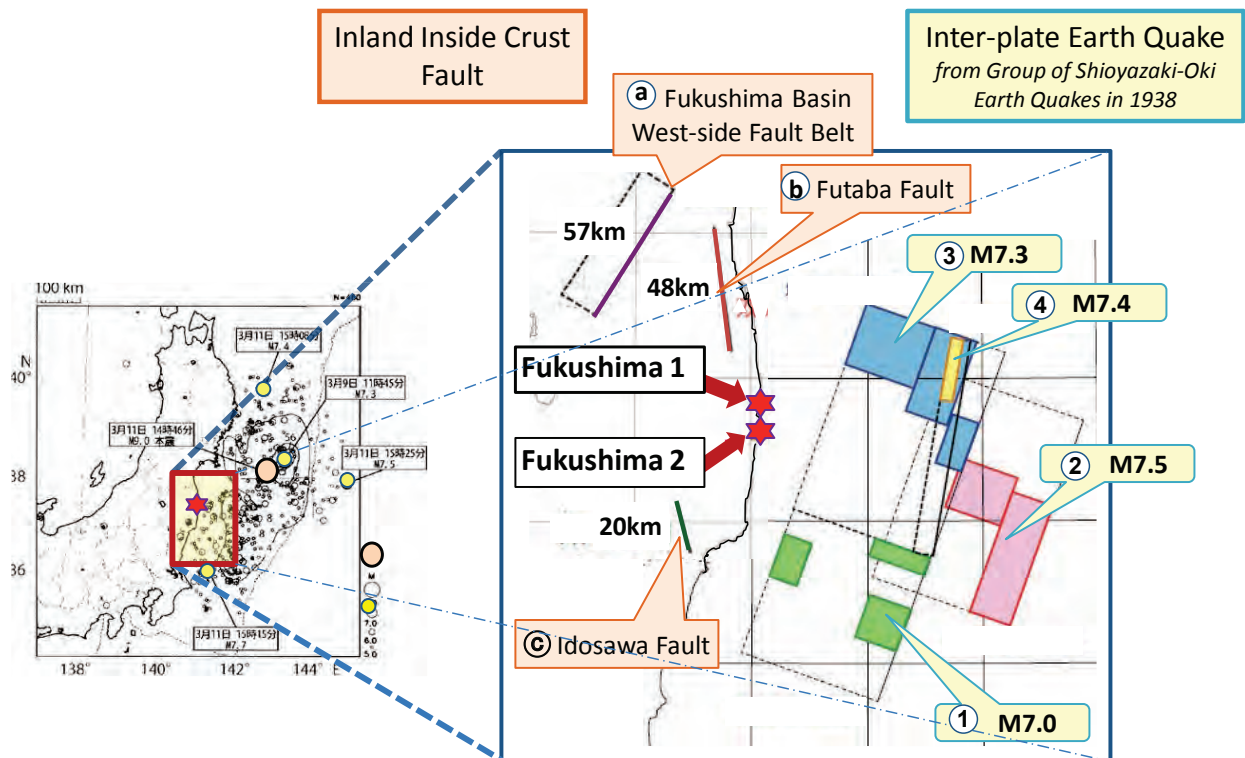 Inland Inside Crust
Fault
Inter-plate Earth Quake
from Group of Shioyazaki-Oki
Earth Quakes in 1938
ⓐ Fukushima Basin
West-side Fault Belt
ⓑ Futaba Fault
57km
48km
③ M7.3
④ M7.4
Fukushima 1
Fukushima 2
② M7.5
20km
ⓒ Idosawa Fault
① M7.0
100 km
N
40°
38
36
138
140°
142°
144°
E
3月11日 15時08分
M7.4
3月9日 11時45分
M7.3
3月11日 14時46分
M9.0 本震
3月11日 15時25分
M7.5
3月11日 15時15分
M7.7
M
7.0
6.0
5.0